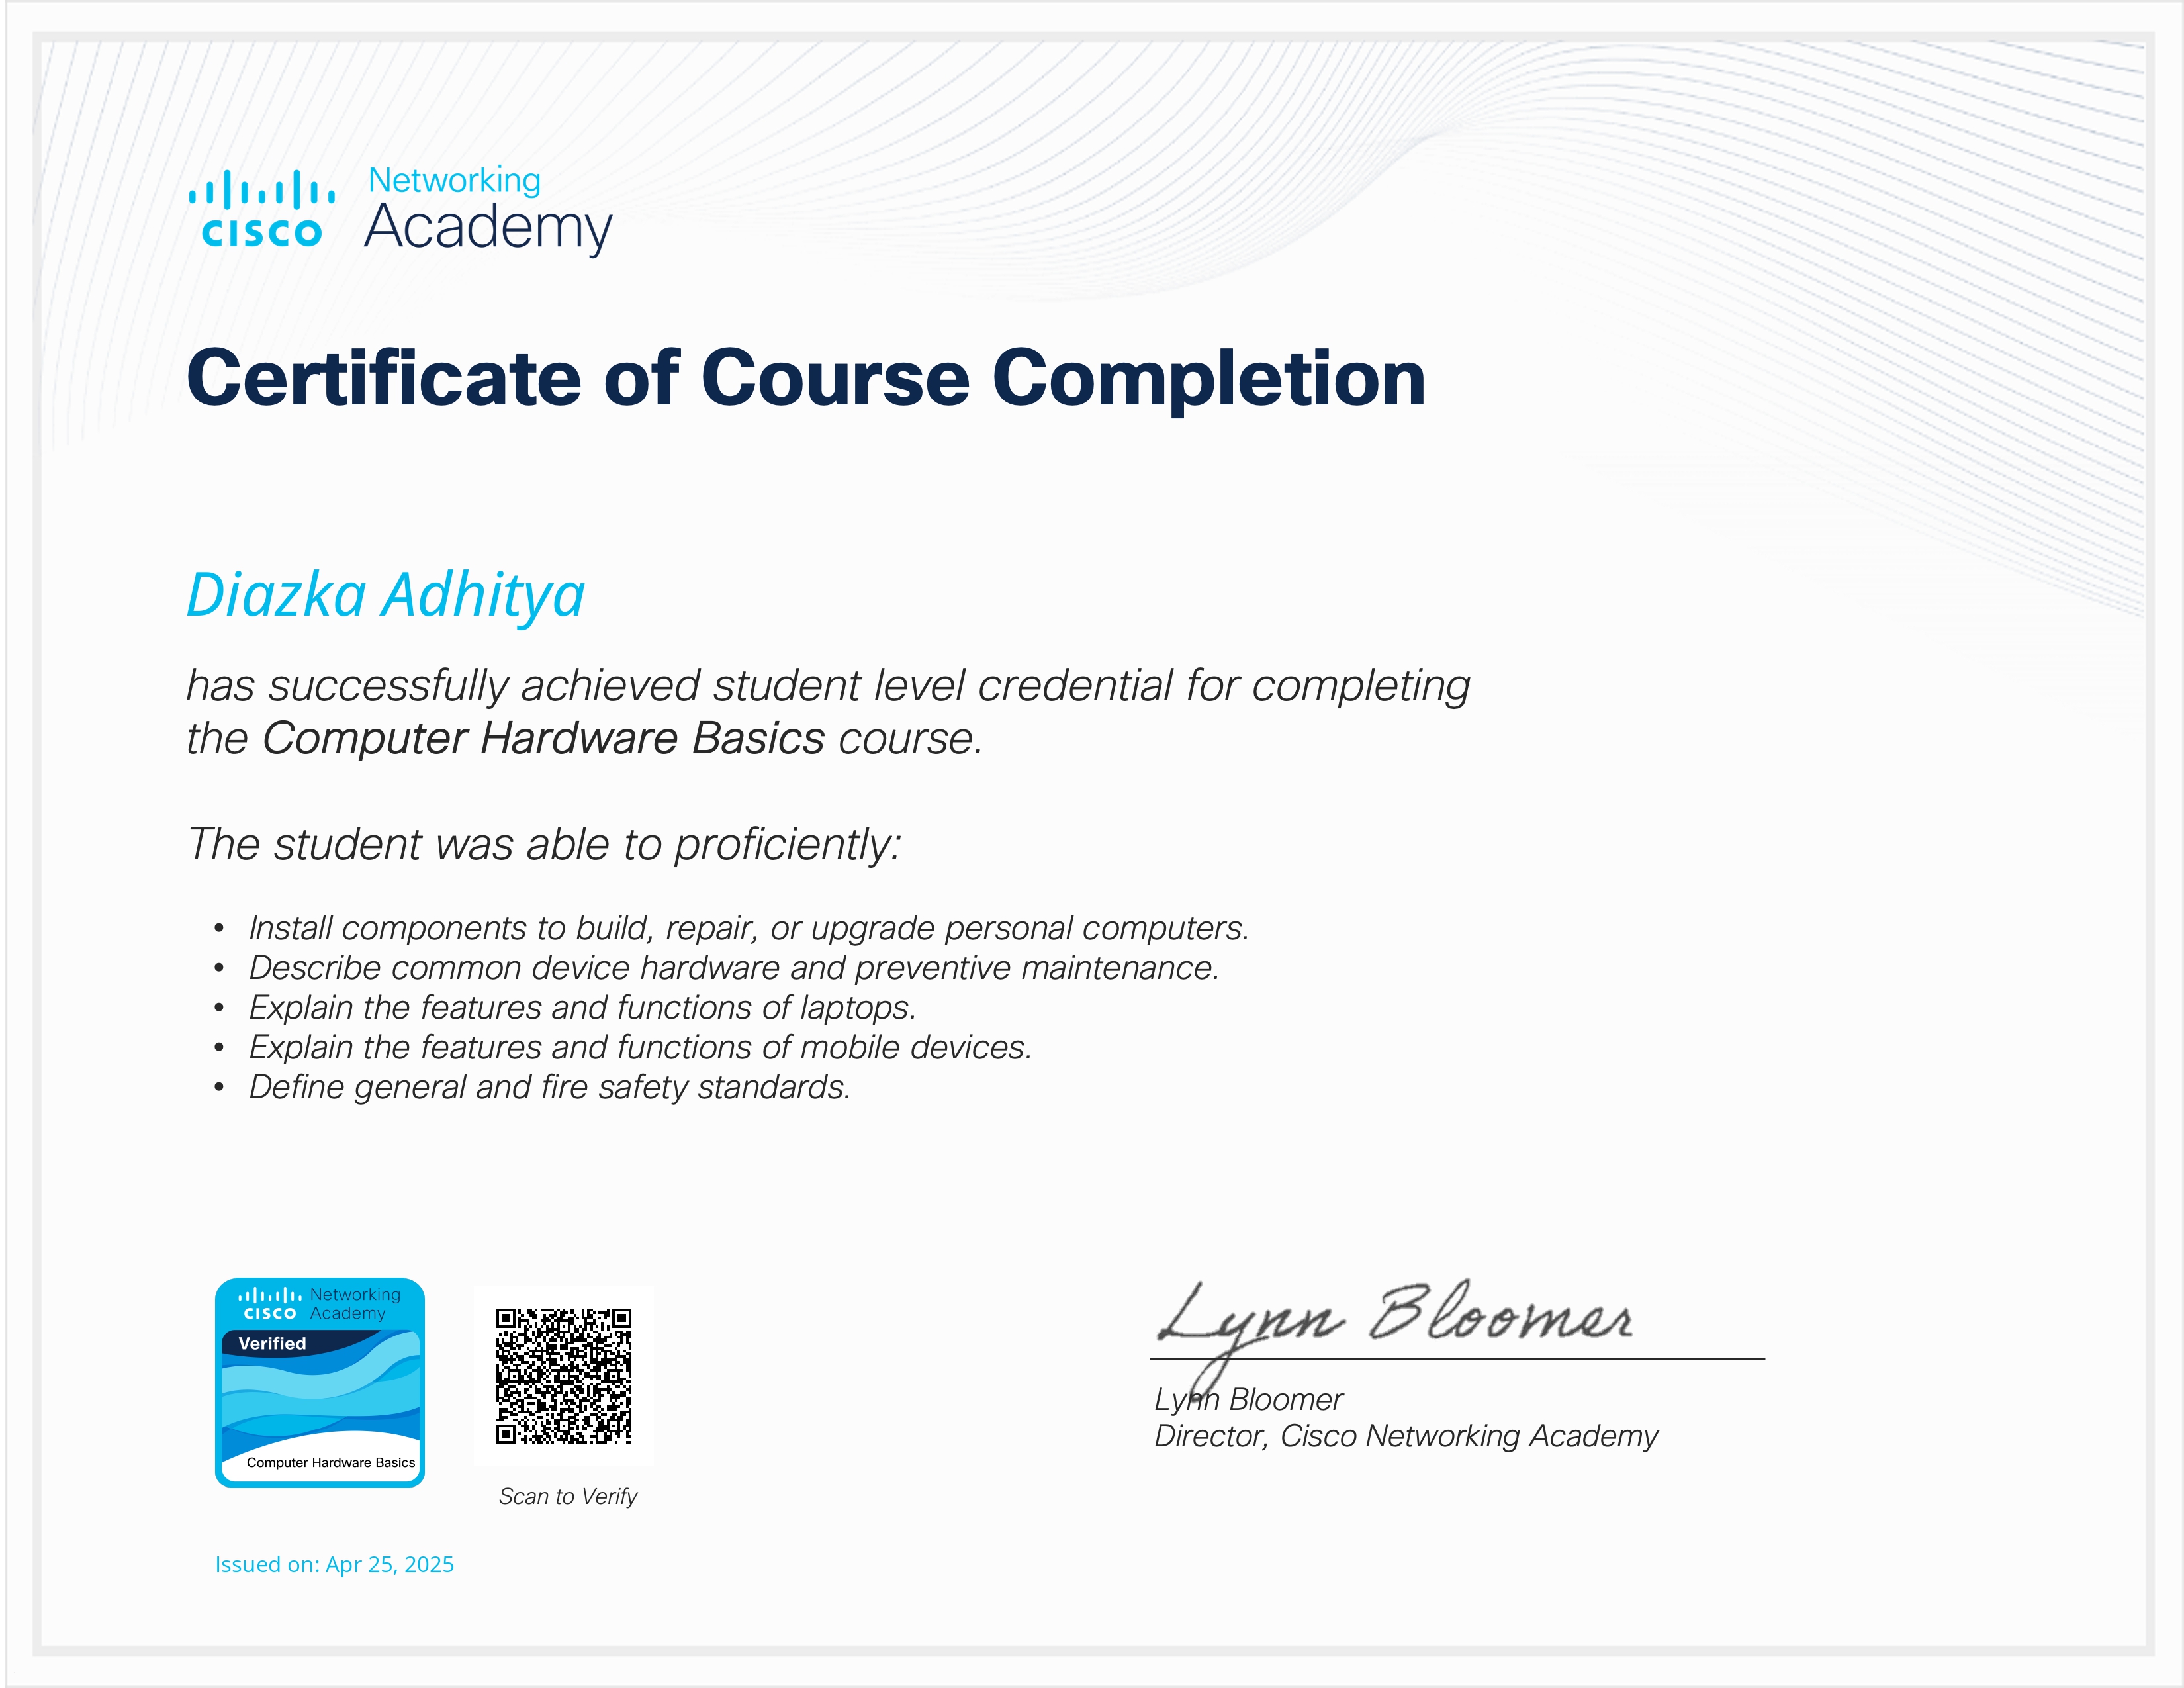 Networking
CISCO Academy
Certificate of Course Completion
Diazka Adhitya
has successfully achieved student level credential for completing
the Computer Hardware Basics course.
The student was able to proficiently:
• Install components to build, repair, or upgrade personal computers.
• Describe common device hardware and preventive maintenance.
• Explain the features and functions of laptops.
• Explain the features and functions of mobile devices.
• Define general and fire safety standards.
Networking
CISCO Academy
Verified
Computer Hardware Basics
Scan to Verify
Lynn Bloomer
Lynn Bloomer
Director, Cisco Networking Academy
Issued on: Apr 25, 2025